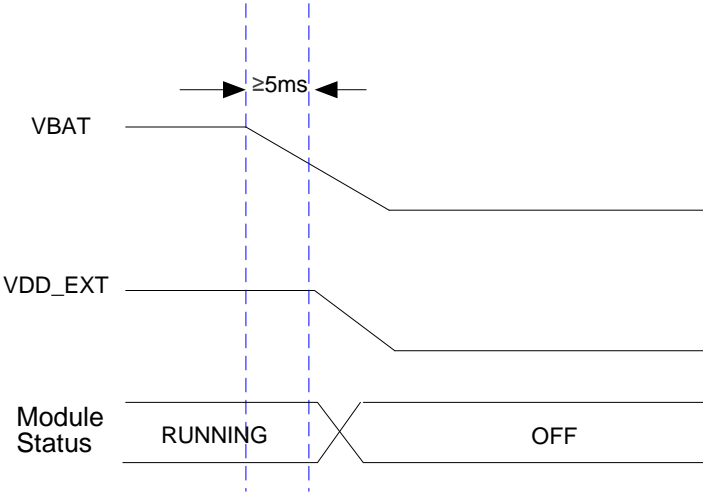 ≥5ms
VBAT
VDD_EXT
Module
Status
RUNNING
OFF